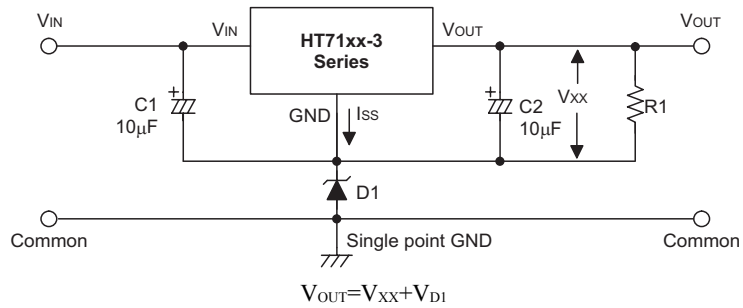 VIN
VIN
HT71xx-3
Series
VOUT
VOUT
C1
10μF
GND
ISS
C2
10μF
VXX
R1
D1
Common
Single point GND
Common
VOUT=VXX+VD1